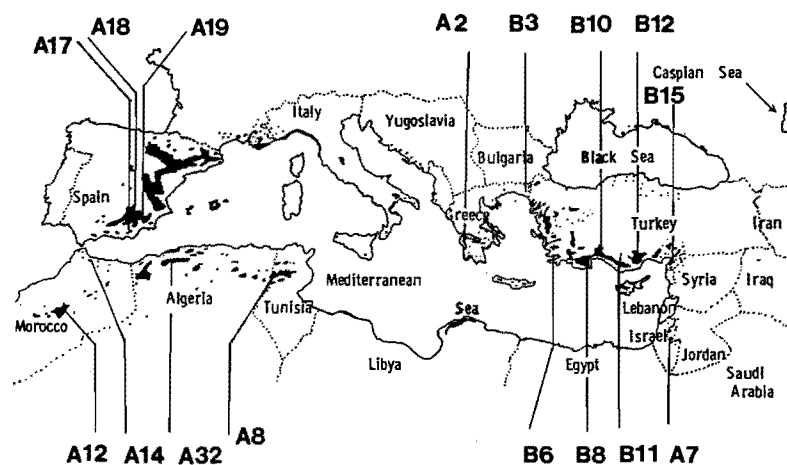 A17 A18 A19 A2 B3 B10 B12
Caspian Sea
B15
Italy
Yugoslavia
Bulgaria
Black Sea
Spain
Greece
Turkey
Iran
Mediterranean
Sea
Syria
Iraq
Algeria
Tunisia
Lebanon
Morocco
Israel
Jordan
Libya
Egypt
Saudi
Arabia
A12 A14 A32 A8 B6 B8 B11 A7